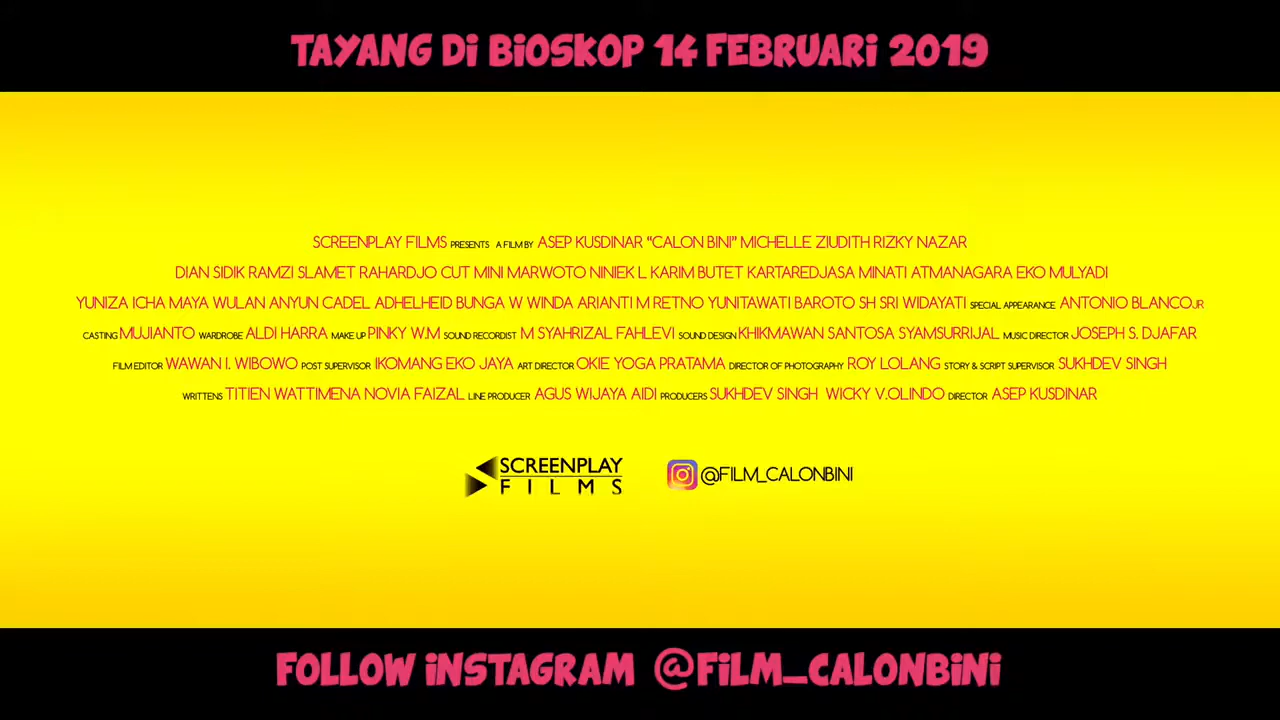 TAYANG Di BiOSKOP 14 FEBRUARi 2019
SCREENPLAY FILMS PRESENTS A FILM BY ASEP KUSDINAR “CALON BINI” MICHELLE ZIUDITH RIZKY NAZAR
DIAN SIDIK RAMZI SLAMET RAHARDJO CUT MINI MARWOTO NINIEK L KARIM BUTET KARTAREDJASA MINATI ATMANAGARA EKO MULYADI
YUNIZA ICHA MAYA WULAN ANYUN CADEL ADHELHEID BUNGA W WINDA ARIANTI M RETNO YUNITAWATI BAROTO SH SRI WIDAYATI SPECIAL APPEARANCE ANTONIO BLANCO JR
CASTING MUJIANTO WARDROBE ALDI HARRA MAKE UP PINKY W.M SOUND RECORDIST M SYAHRIZAL FAHLEVI SOUND DESIGN KHIKMAWAN SANTOSA SYAMSURRIJAL MUSIC DIRECTOR JOSEPH S. DJAFAR
FILM EDITOR WAWAN I. WIBOWO POST SUPERVISOR IKOMANG EKO JAYA ART DIRECTOR OKIE YOGA PRATAMA DIRECTOR OF PHOTOGRAPHY ROY LOLANG STORY & SCRIPT SUPERVISOR SUKHDEV SINGH
WRITTENS TITIEN WATTIMENA NOVIA FAIZAL LINE PRODUCER AGUS WIJAYA AIDI PRODUCERS SUKHDEV SINGH WICKY V.OLINDO DIRECTOR ASEP KUSDINAR
SCREENPLAY
FILMS
@FILM_CALONBINI
FOLLOW iNSTAGRAM @FiLM_CALONBiNi